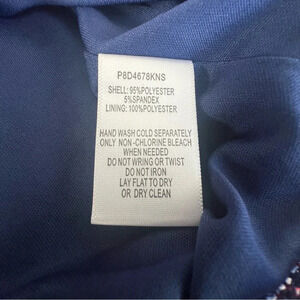 P8D4678KNS
SHELL: 95%POLYESTER
5%SPANDEX
LINING: 100%POLYESTER
HAND WASH COLD SEPARATELY
ONLY NON-CHLORINE BLEACH
WHEN NEEDED
DO NOT WRING OR TWIST
DO NOT IRON
LAY FLAT TO DRY
OR DRY CLEAN